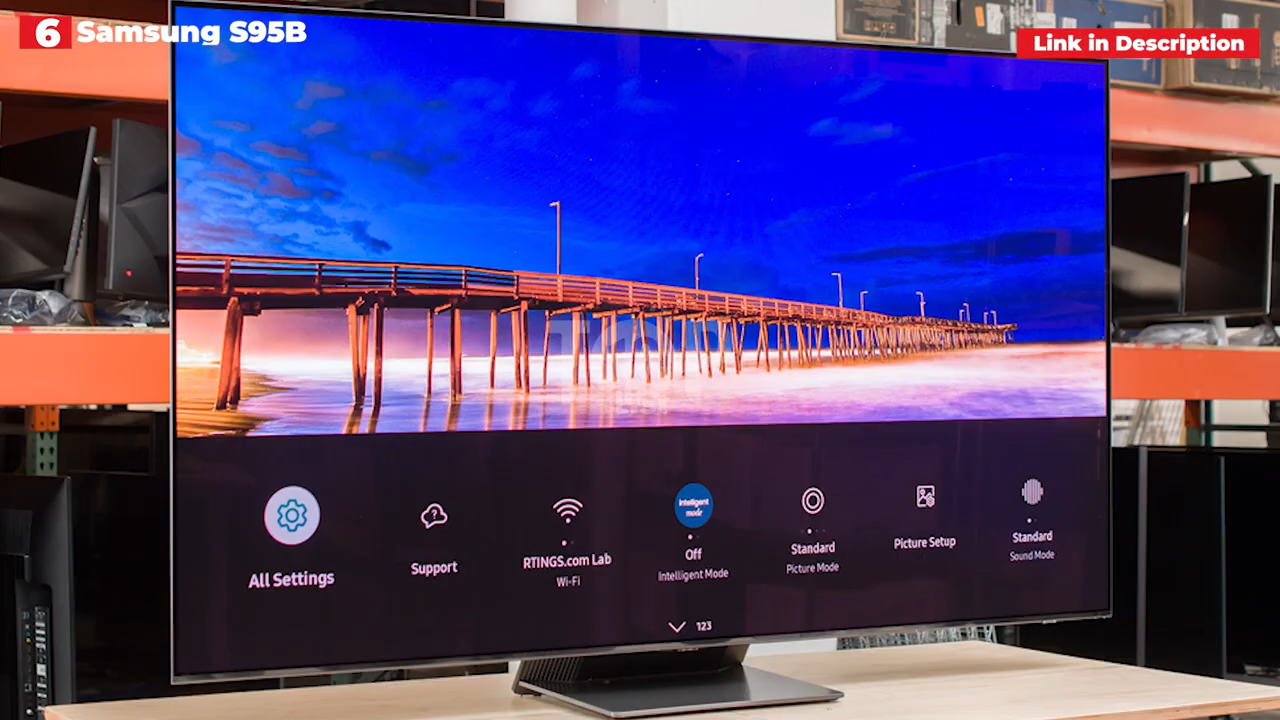 6 Samsung S95B
Link in Description
All Settings
Support
RTINGS.com Lab
Wi-Fi
intelligent
mode
Off
Intelligent Mode
Standard
Picture Mode
Picture Setup
Standard
Sound Mode
123